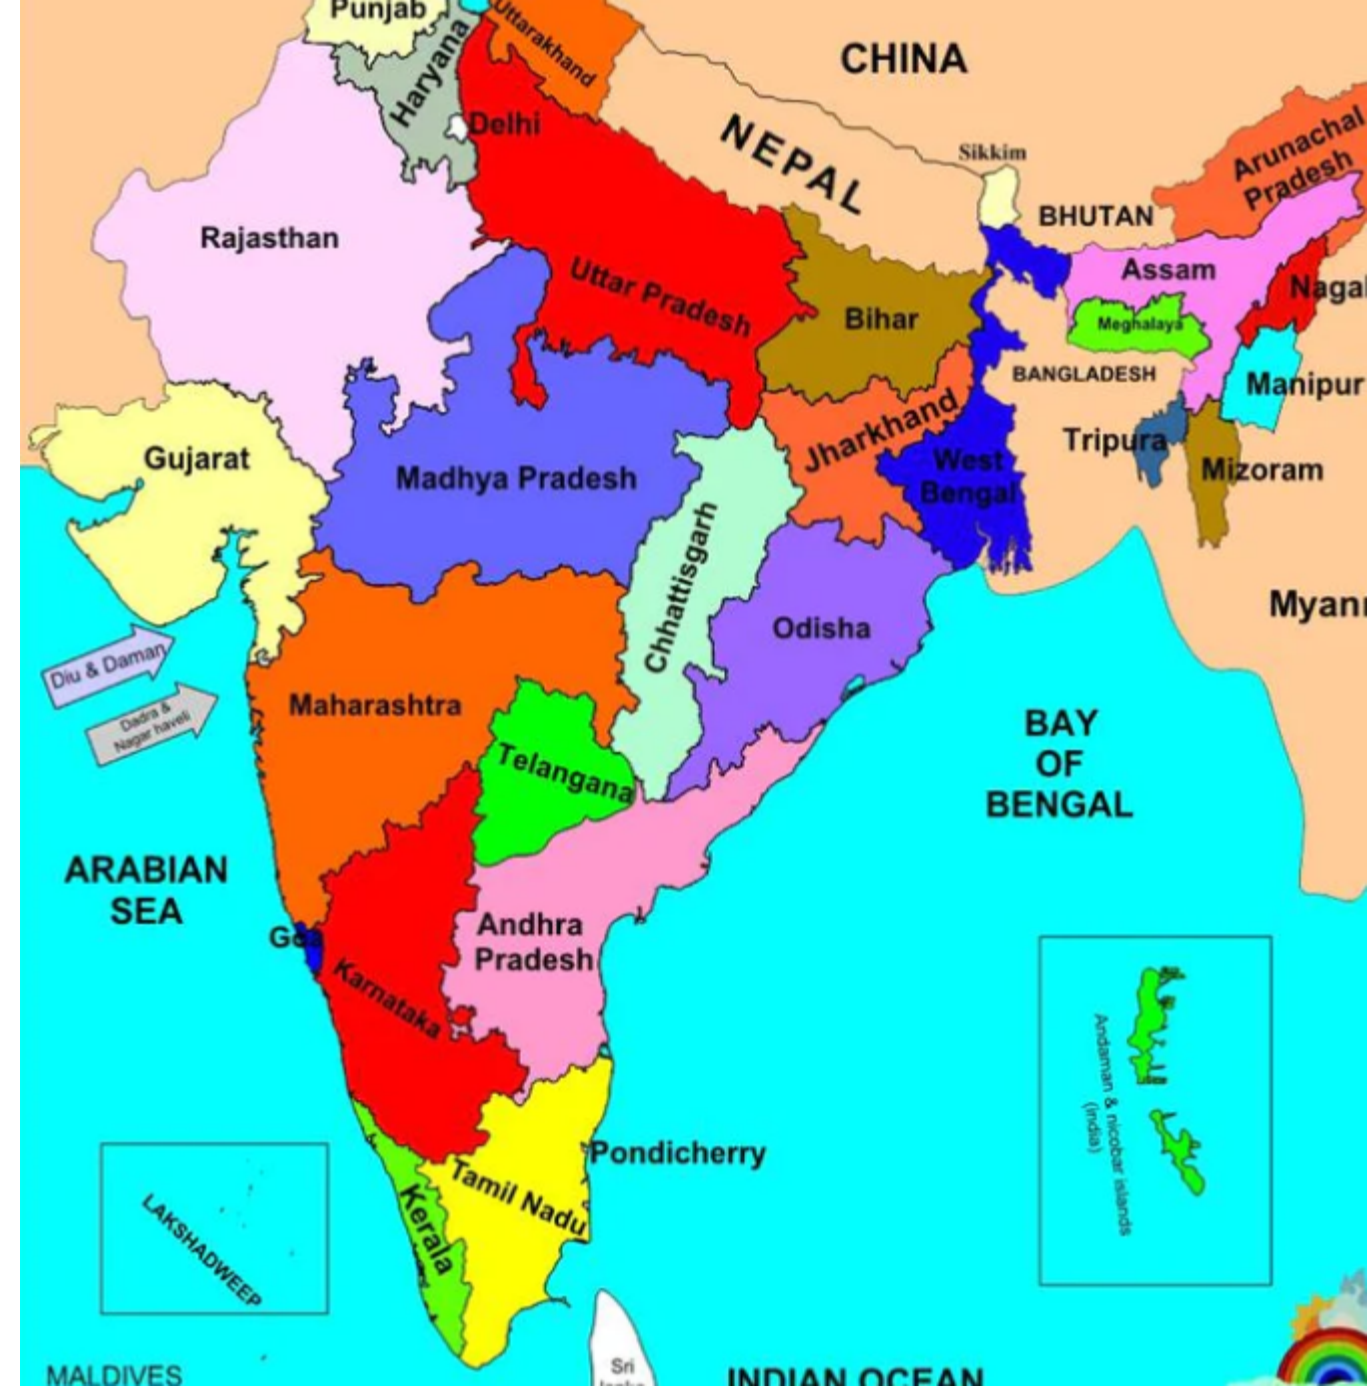 Punjab
Uttarakhand
Haryana
CHINA
Delhi
NEPAL
Sikkim
Arunachal
Pradesh
BHUTAN
Rajasthan
Assam
Uttar Pradesh
Nagal
Bihar
Meghalaya
BANGLADESH
Manipur
Jharkhand
Tripura
Gujarat
Madhya Pradesh
West
Bengal
Mizoram
Chhattisgarh
Myanr
Odisha
Diu & Daman
Maharashtra
Dadra &
Nagar haveli
BAY
OF
BENGAL
Telangana
ARABIAN
SEA
Andhra
Pradesh
Goa
Karnataka
Andaman & nicobar islands
(india)
Pondicherry
Tamil Nadu
LAKSHADWEEP
Kerala
MALDIVES
Sri
INDIAN OCEAN